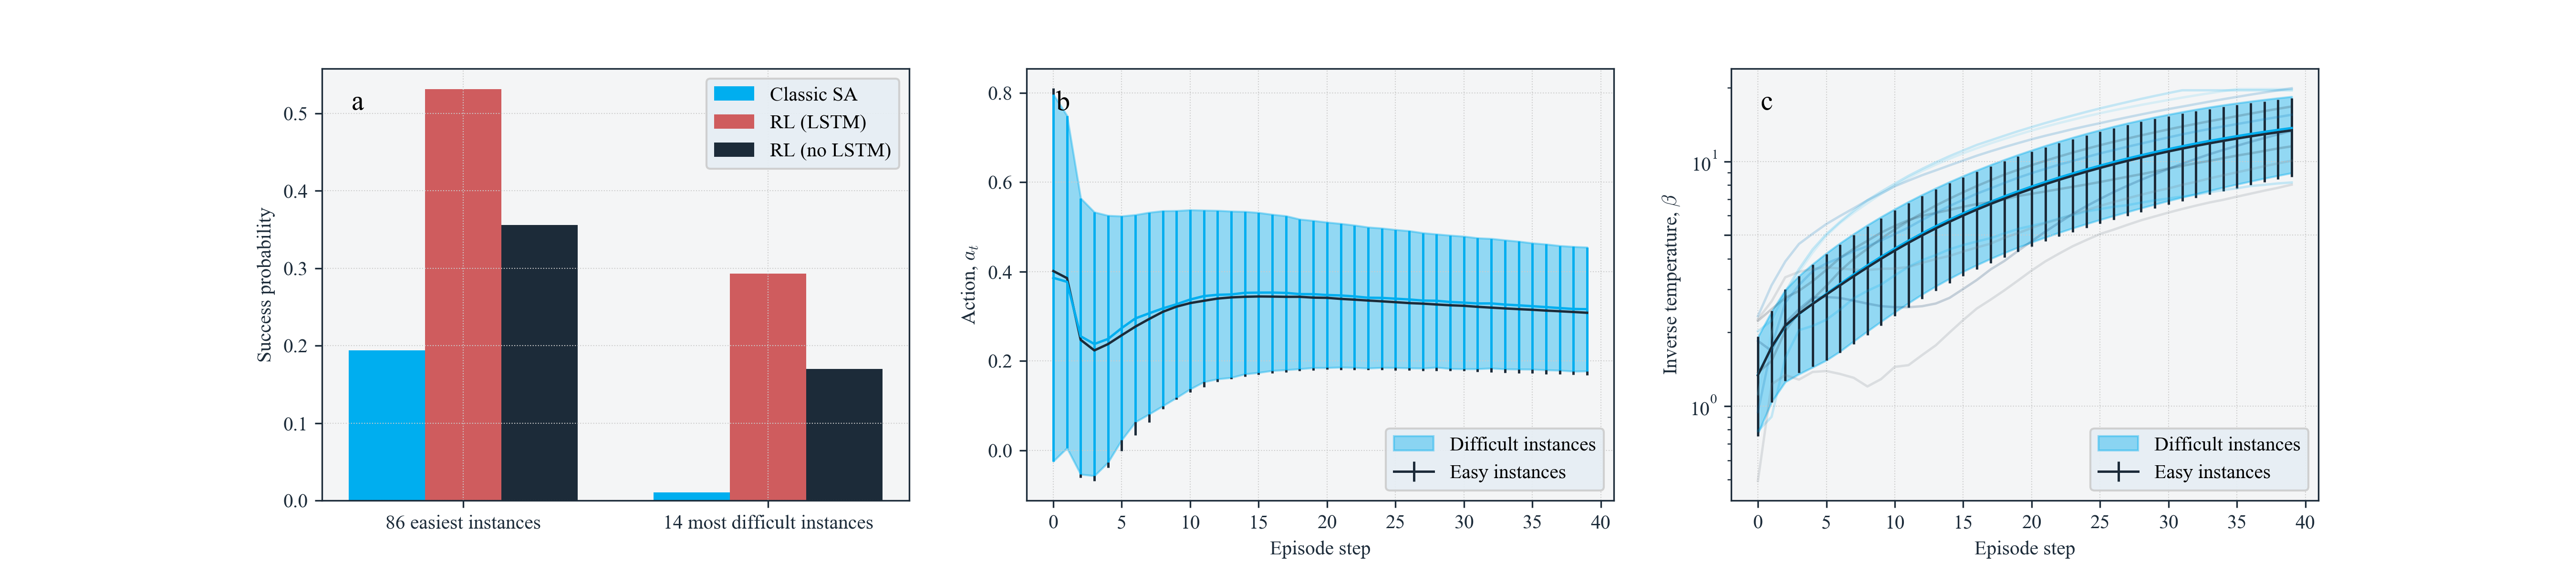 a
Classic SA
RL (LSTM)
RL (no LSTM)
Success probability
0.5
0.4
0.3
0.2
0.1
0.0
86 easiest instances
14 most difficult instances
b
Action, a_t
0.8
0.6
0.4
0.2
0.0
Difficult instances
Easy instances
0 5 10 15 20 25 30 35 40
Episode step
c
Inverse temperature, β
10^1
10^0
Difficult instances
Easy instances
0 5 10 15 20 25 30 35 40
Episode step